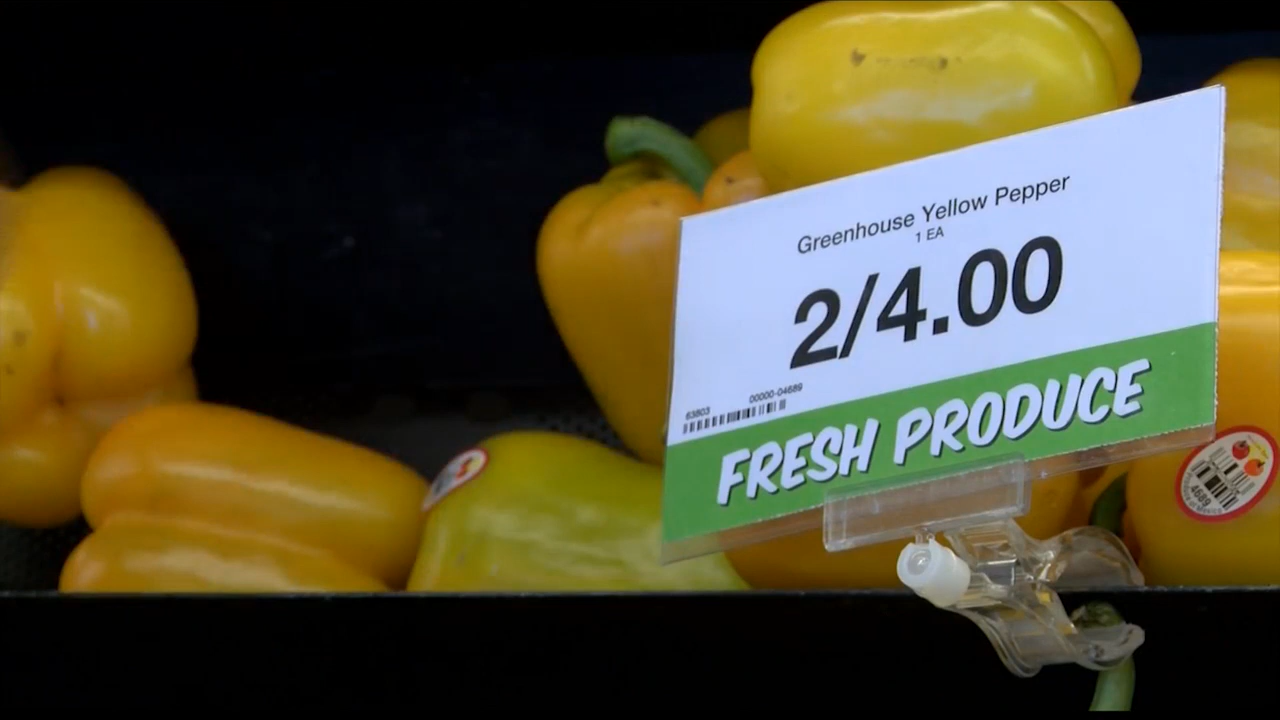 Greenhouse Yellow Pepper
1 EA
2/4.00
63803 00000-04689
FRESH PRODUCE
4689